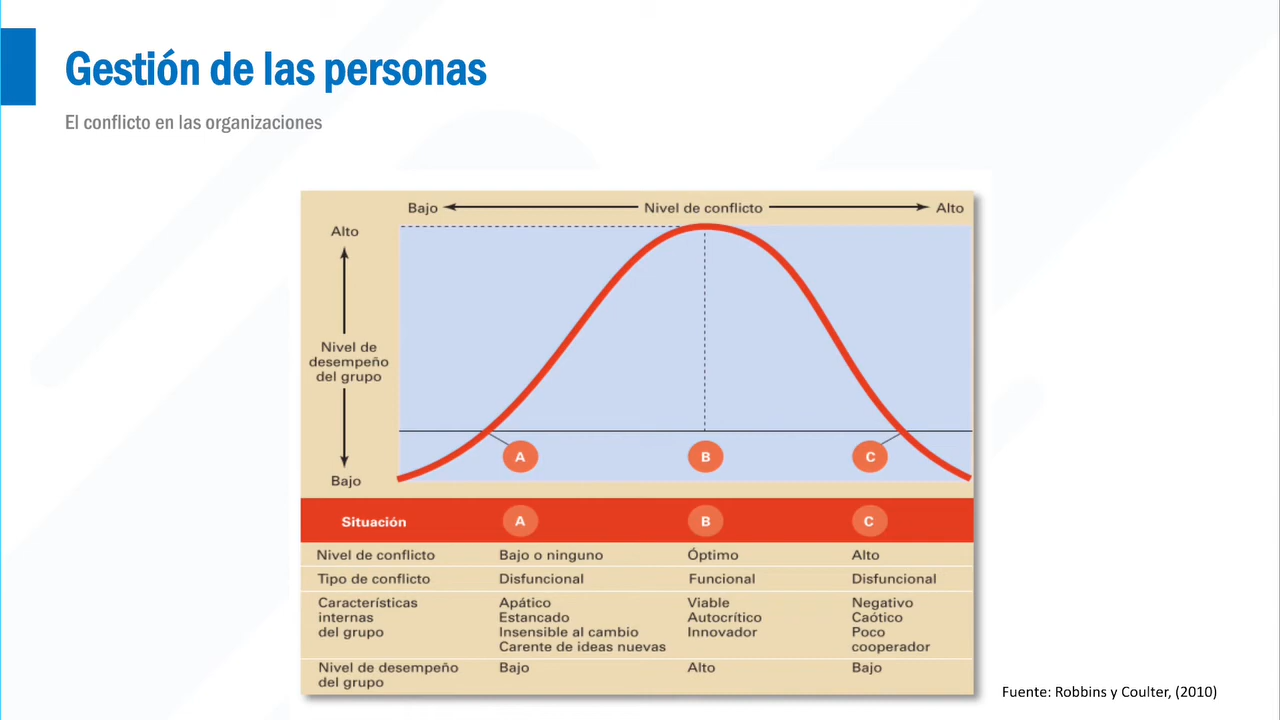 Gestión de las personas
El conflicto en las organizaciones
Bajo Nivel de conflicto Alto
Alto
Nivel de
desempeño
del grupo
Bajo
A B C
Situación A B C
Nivel de conflicto Bajo o ninguno Óptimo Alto
Tipo de conflicto Disfuncional Funcional Disfuncional
Características Apático Viable Negativo
internas Estancado Autocrítico Caótico
del grupo Insensible al cambio Innovador Poco
Carente de ideas nuevas cooperador
Nivel de desempeño Bajo Alto Bajo
del grupo
Fuente: Robbins y Coulter, (2010)